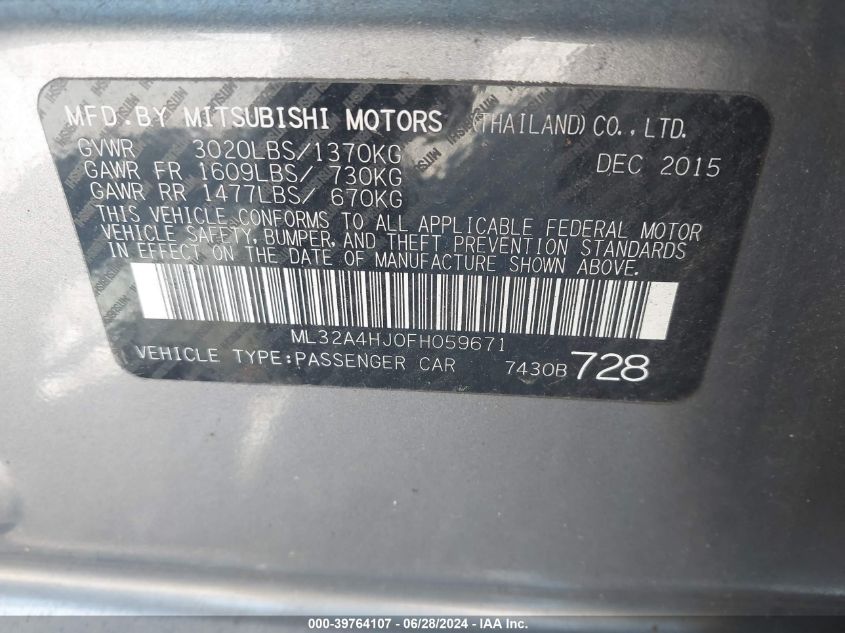 MFD.BY MITSUBISHI MOTORS (THAILAND) CO., LTD.
GVWR 3020LBS/1370KG DEC 2015
GAWR FR 1609LBS/ 730KG
GAWR RR 1477LBS/ 670KG
THIS VEHICLE CONFORMS TO ALL APPLICABLE FEDERAL MOTOR
VEHICLE SAFETY, BUMPER, AND THEFT PREVENTION STANDARDS
IN EFFECT ON THE DATE OF MANUFACTURE SHOWN ABOVE.
ML32A4HJ0FH059671
VEHICLE TYPE:PASSENGER CAR 7430B 728
000-39764107 / 06/28/2024 - IAA Inc.